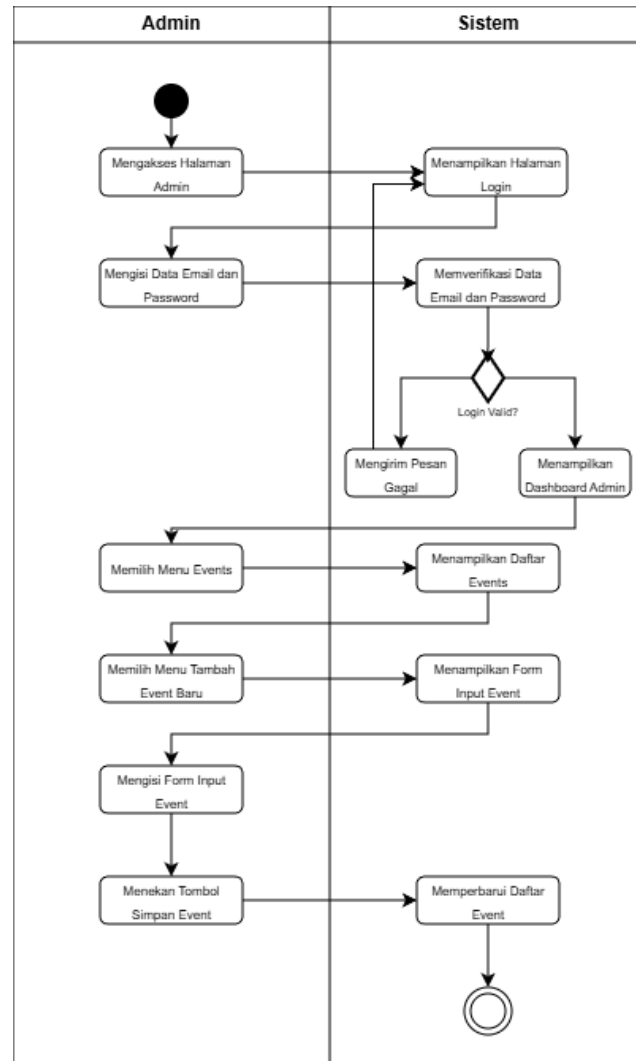 Admin
Sistem
Mengakses Halaman
Admin
Menampilkan Halaman
Login
Mengisi Data Email dan
Password
Memverifikasi Data
Email dan Password
Login Valid?
Mengirim Pesan
Gagal
Menampilkan
Dashboard Admin
Memilih Menu Events
Menampilkan Daftar
Events
Memilih Menu Tambah
Event Baru
Menampilkan Form
Input Event
Mengisi Form Input
Event
Menekan Tombol
Simpan Event
Memperbarui Daftar
Event